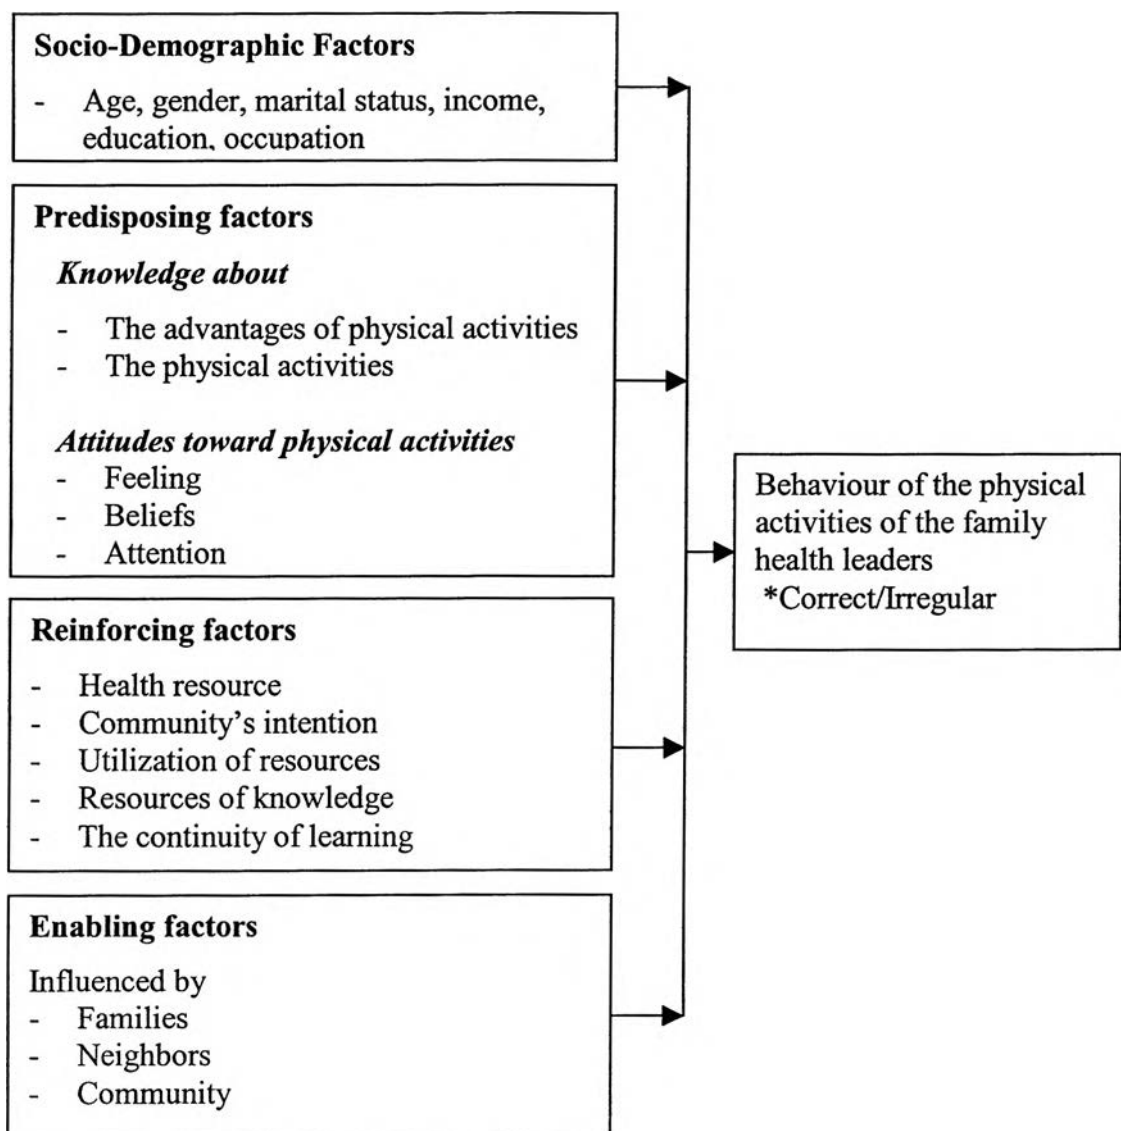 Socio-Demographic Factors
- Age, gender, marital status, income,
education, occupation
Predisposing factors
Knowledge about
- The advantages of physical activities
- The physical activities
Attitudes toward physical activities
- Feeling
- Beliefs
- Attention
Reinforcing factors
- Health resource
- Community's intention
- Utilization of resources
- Resources of knowledge
- The continuity of learning
Enabling factors
Influenced by
- Families
- Neighbors
- Community
Behaviour of the physical
activities of the family
health leaders
*Correct/Irregular